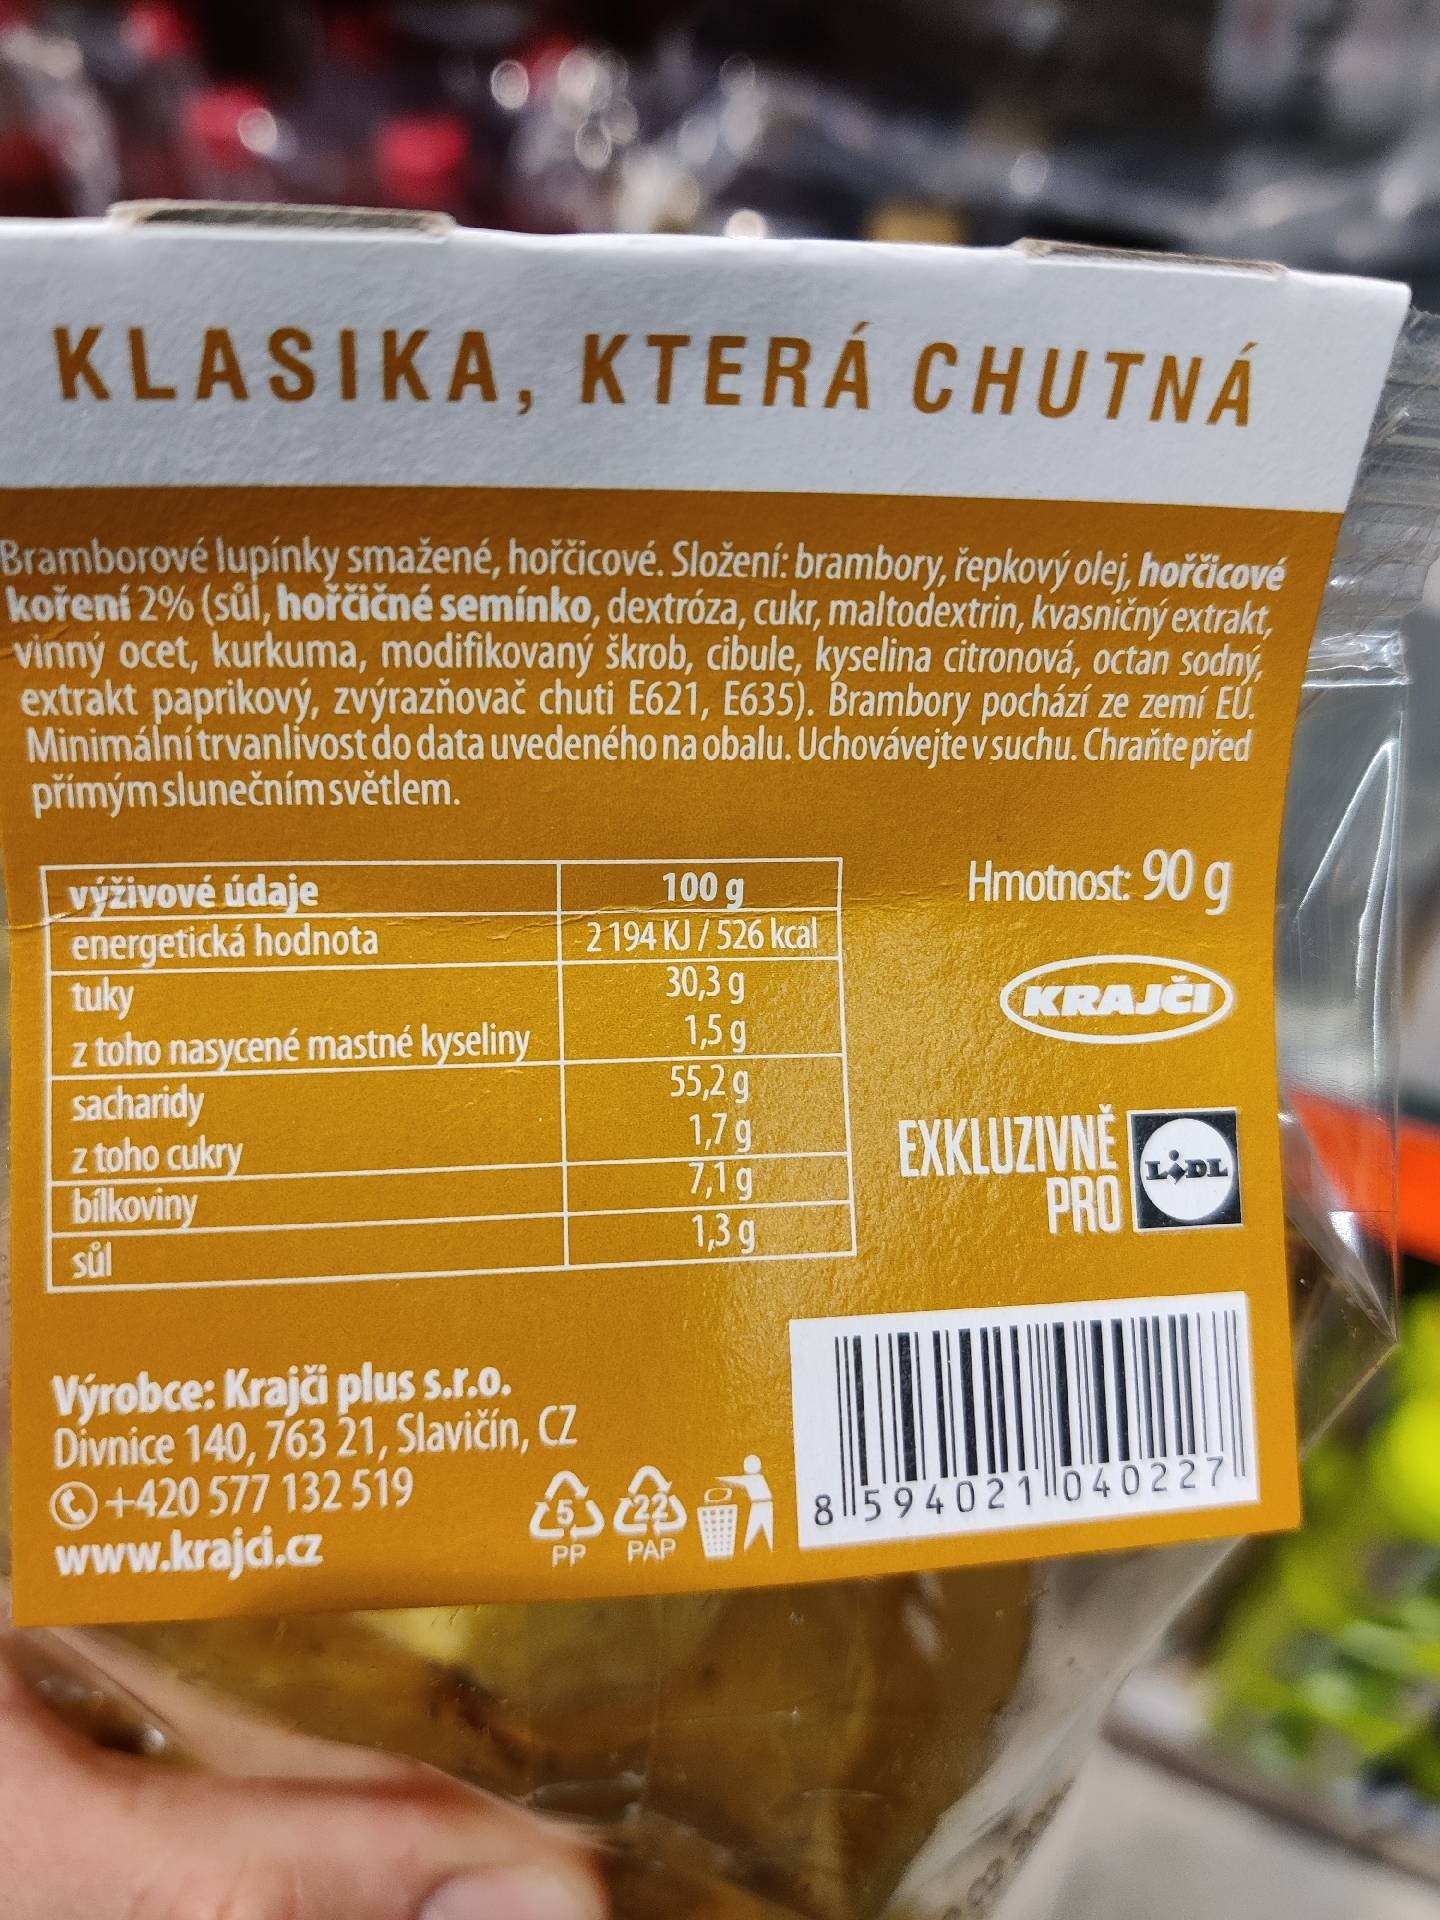 KLASIKA, KTERÁ CHUTNÁ
Bramborové lupínky smažené, hořčicové. Složení: brambory, řepkový olej, hořčicové
koření 2% (sůl, hořčičné semínko, dextróza, cukr, maltodextrin, kvasničný extrakt,
vinný ocet, kurkuma, modifikovaný škrob, cibule, kyselina citronová, octan sodný,
extrakt paprikový, zvýrazňovač chuti E621, E635). Brambory pochází ze zemí EU.
Minimální trvanlivost do data uvedeného na obalu. Uchovávejte v suchu. Chraňte před
přímým slunečním světlem.
výživové údaje 100 g
energetická hodnota 2 194 KJ / 526 kcal
tuky 30,3 g
z toho nasycené mastné kyseliny 1,5 g
sacharidy 55,2 g
z toho cukry 1,7 g
bílkoviny 7,1 g
sůl 1,3 g
Hmotnost: 90 g
KRAJČI
EXKLUZIVNĚ
PRO
LIDL
Výrobce: Krajči plus s.r.o.
Divnice 140, 763 21, Slavičín, CZ
+420 577 132 519
www.krajci.cz
5
PP
22
PAP
8 594021 040227